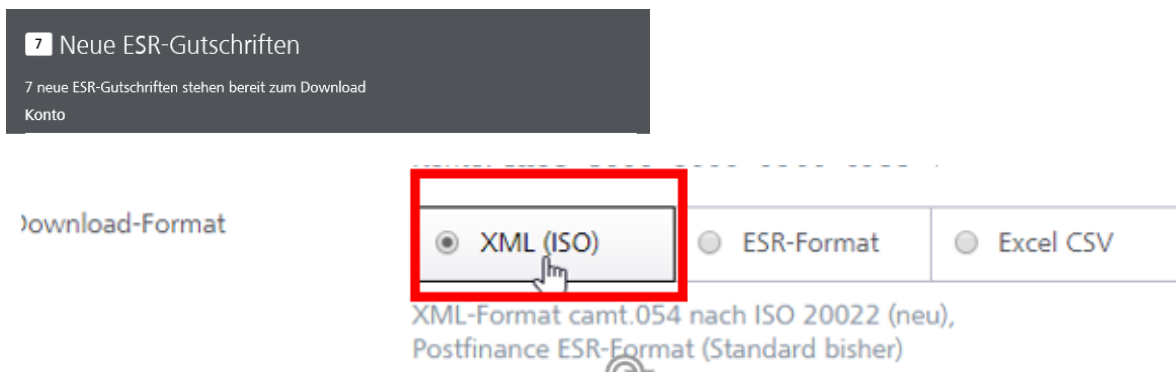 7 Neue ESR-Gutschriften
7 neue ESR-Gutschriften stehen bereit zum Download
Konto
Download-Format
XML (ISO)
ESR-Format
Excel CSV
XML-Format camt.054 nach ISO 20022 (neu),
Postfinance ESR-Format (Standard bisher)